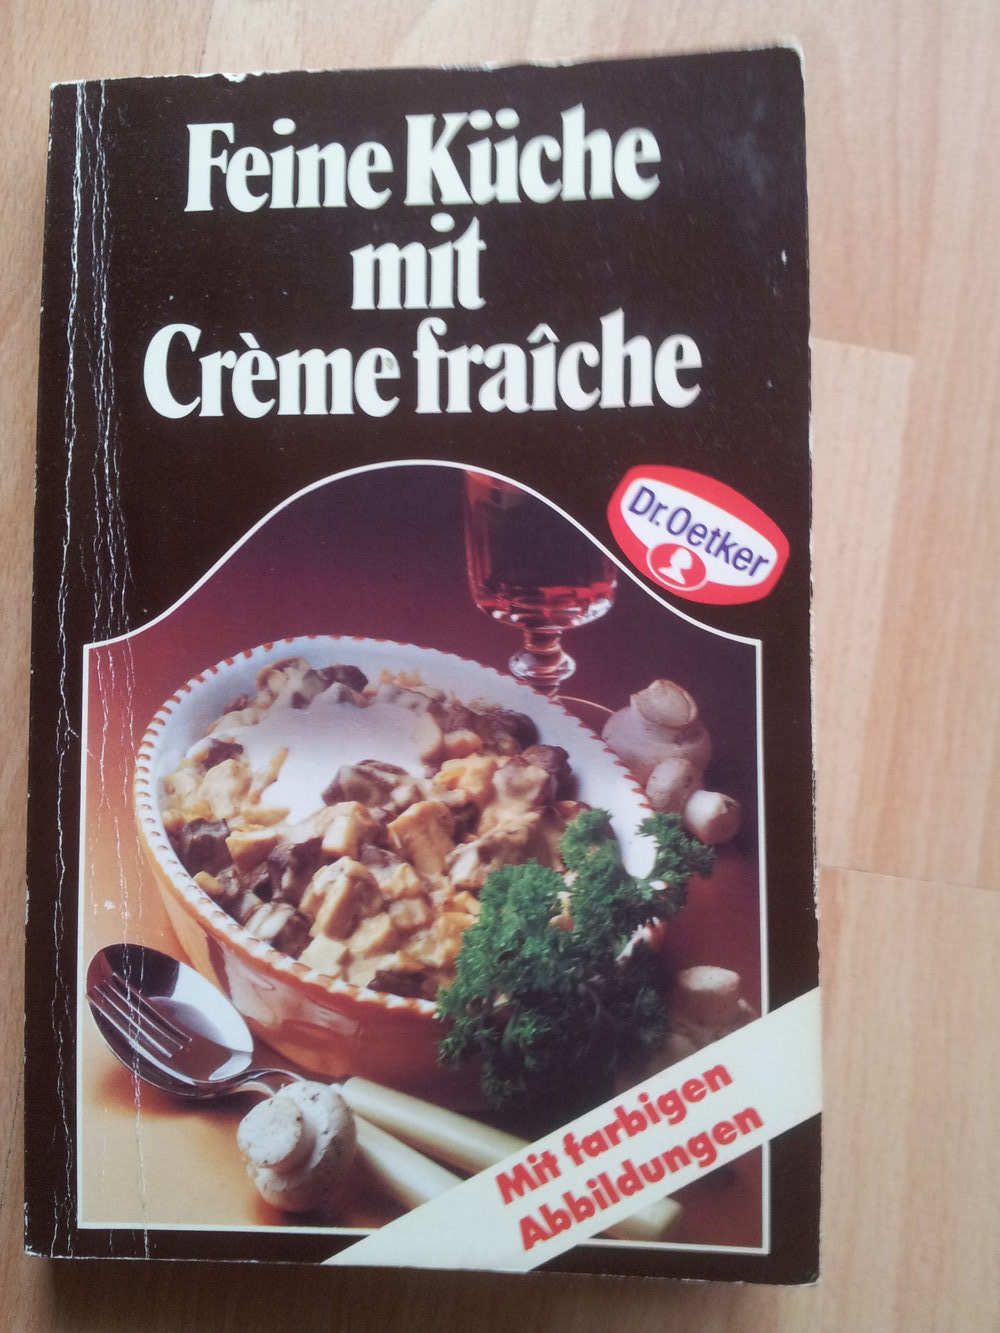 Feine Küche
mit
Crème fraîche
Dr.Oetker
Mit farbigen
Abbildungen